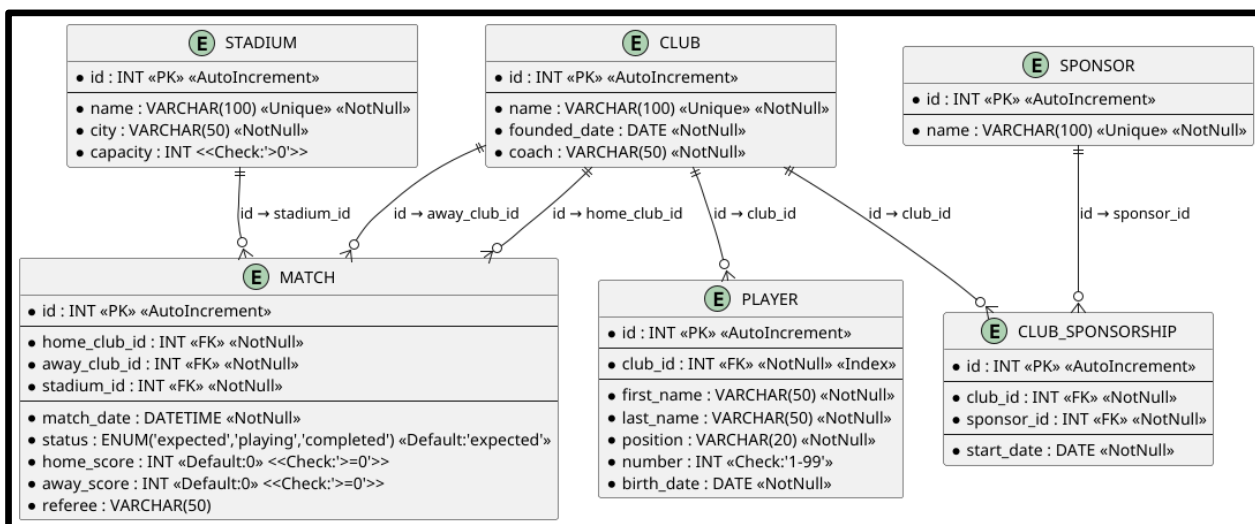 E STADIUM
• id : INT «PK» «AutoIncrement»
• name : VARCHAR(100) «Unique» «NotNull»
• city : VARCHAR(50) «NotNull»
• capacity : INT <<Check:'>0'>>
E CLUB
• id : INT «PK» «AutoIncrement»
• name : VARCHAR(100) «Unique» «NotNull»
• founded_date : DATE «NotNull»
• coach : VARCHAR(50) «NotNull»
E SPONSOR
• id : INT «PK» «AutoIncrement»
• name : VARCHAR(100) «Unique» «NotNull»
id → stadium_id
id → away_club_id
id → home_club_id
id → club_id
id → club_id
id → sponsor_id
E MATCH
• id : INT «PK» «AutoIncrement»
• home_club_id : INT «FK» «NotNull»
• away_club_id : INT «FK» «NotNull»
• stadium_id : INT «FK» «NotNull»
• match_date : DATETIME «NotNull»
• status : ENUM('expected','playing','completed') «Default:'expected'»
• home_score : INT «Default:0» <<Check:'>=0'>>
• away_score : INT «Default:0» <<Check:'>=0'>>
• referee : VARCHAR(50)
E PLAYER
• id : INT «PK» «AutoIncrement»
• club_id : INT «FK» «NotNull» «Index»
• first_name : VARCHAR(50) «NotNull»
• last_name : VARCHAR(50) «NotNull»
• position : VARCHAR(20) «NotNull»
• number : INT «Check:'1-99'»
• birth_date : DATE «NotNull»
E CLUB_SPONSORSHIP
• id : INT «PK» «AutoIncrement»
• club_id : INT «FK» «NotNull»
• sponsor_id : INT «FK» «NotNull»
• start_date : DATE «NotNull»